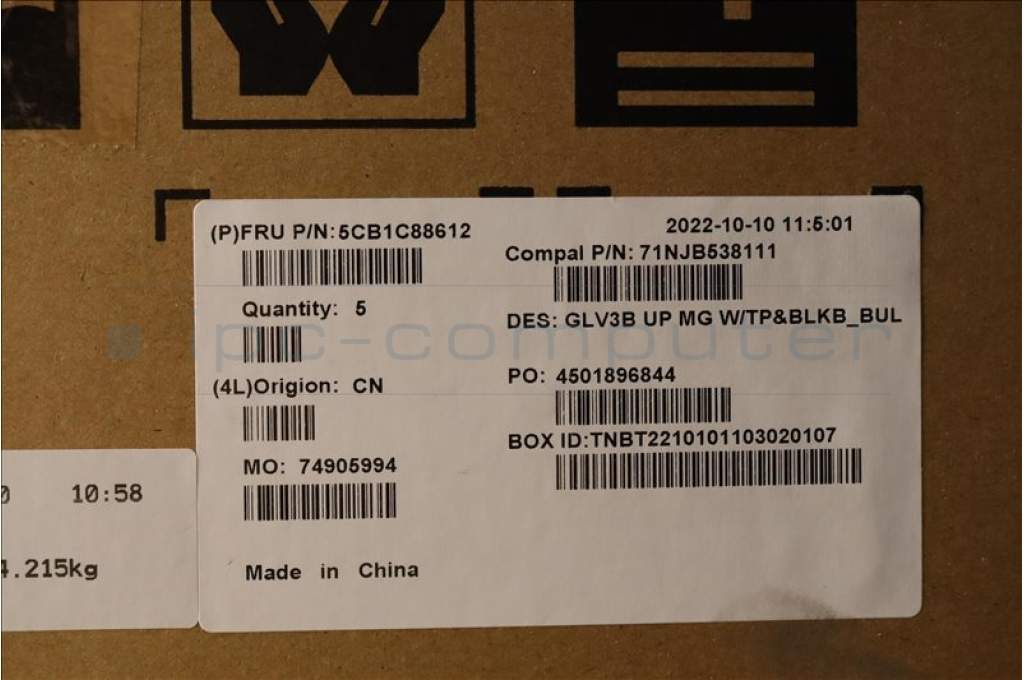 (P)FRU P/N:5CB1C88612
2022-10-10 11:5:01
Compal P/N: 71NJB538111
Quantity: 5
DES: GLV3B UP MG W/TP&BLKB_BUL
ipc-computer
(4L)Origion: CN
PO: 4501896844
BOX ID:TNBT2210101103020107
MO: 74905994
Made in China
10:58
4.215kg